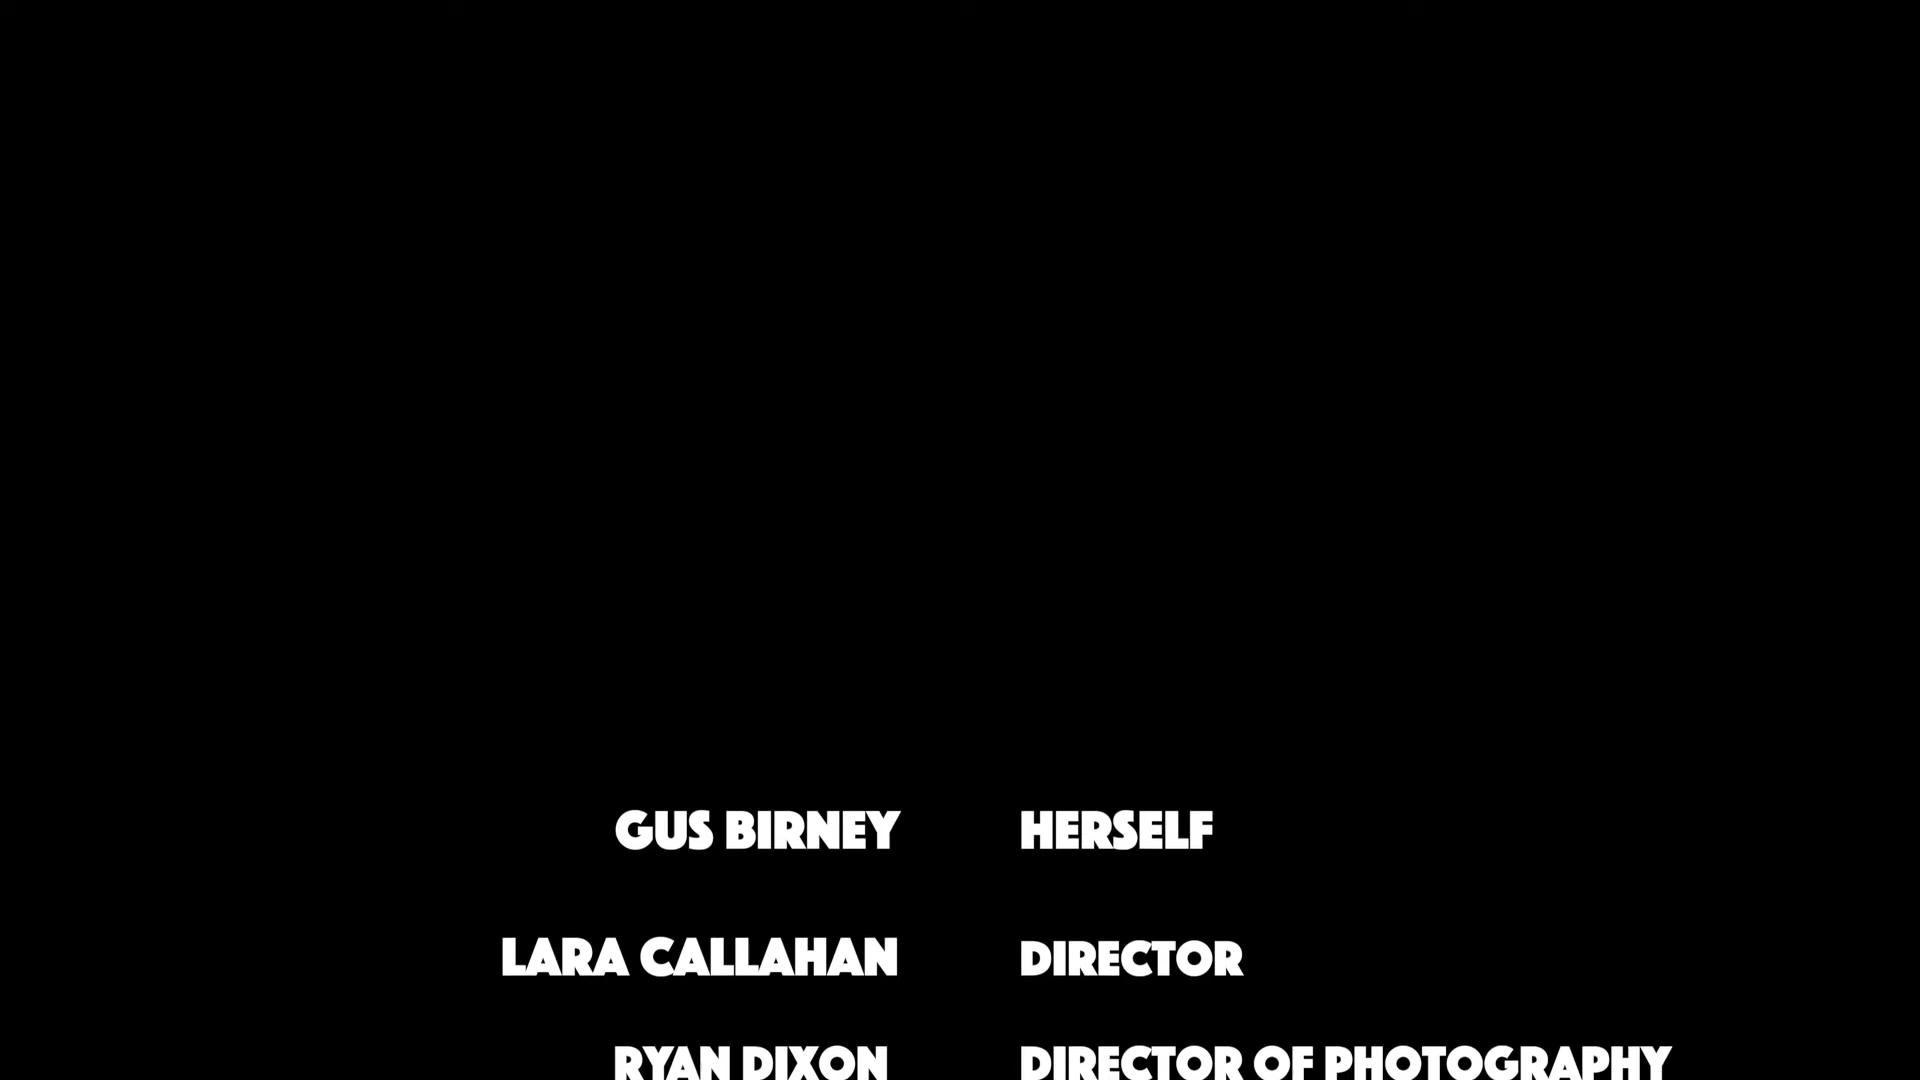 GUS BIRNEY HERSELF
LARA CALLAHAN DIRECTOR
RYAN DIXON DIRECTOR OF PHOTOGRAPHY